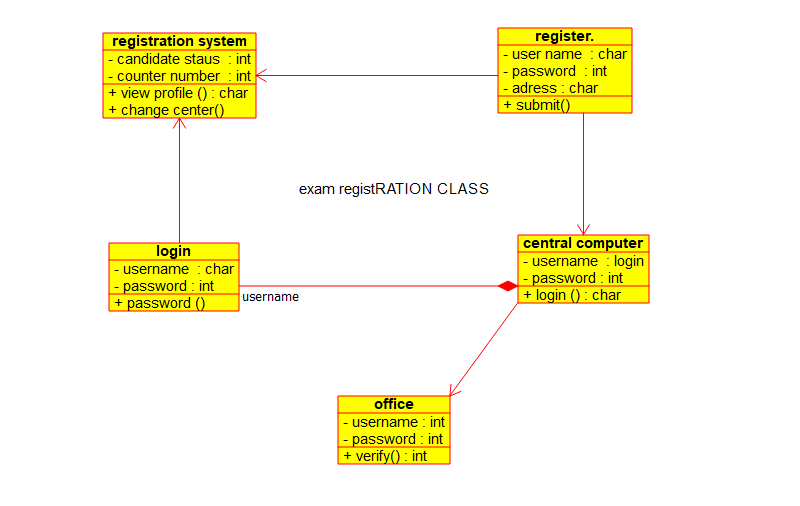 registration system
- candidate staus : int
- counter number : int
+ view profile () : char
+ change center()
register.
- user name : char
- password : int
- adress : char
+ submit()
exam registRATION CLASS
login
- username : char
- password : int
+ password ()
username
central computer
- username : login
- password : int
+ login () : char
office
- username : int
- password : int
+ verify() : int